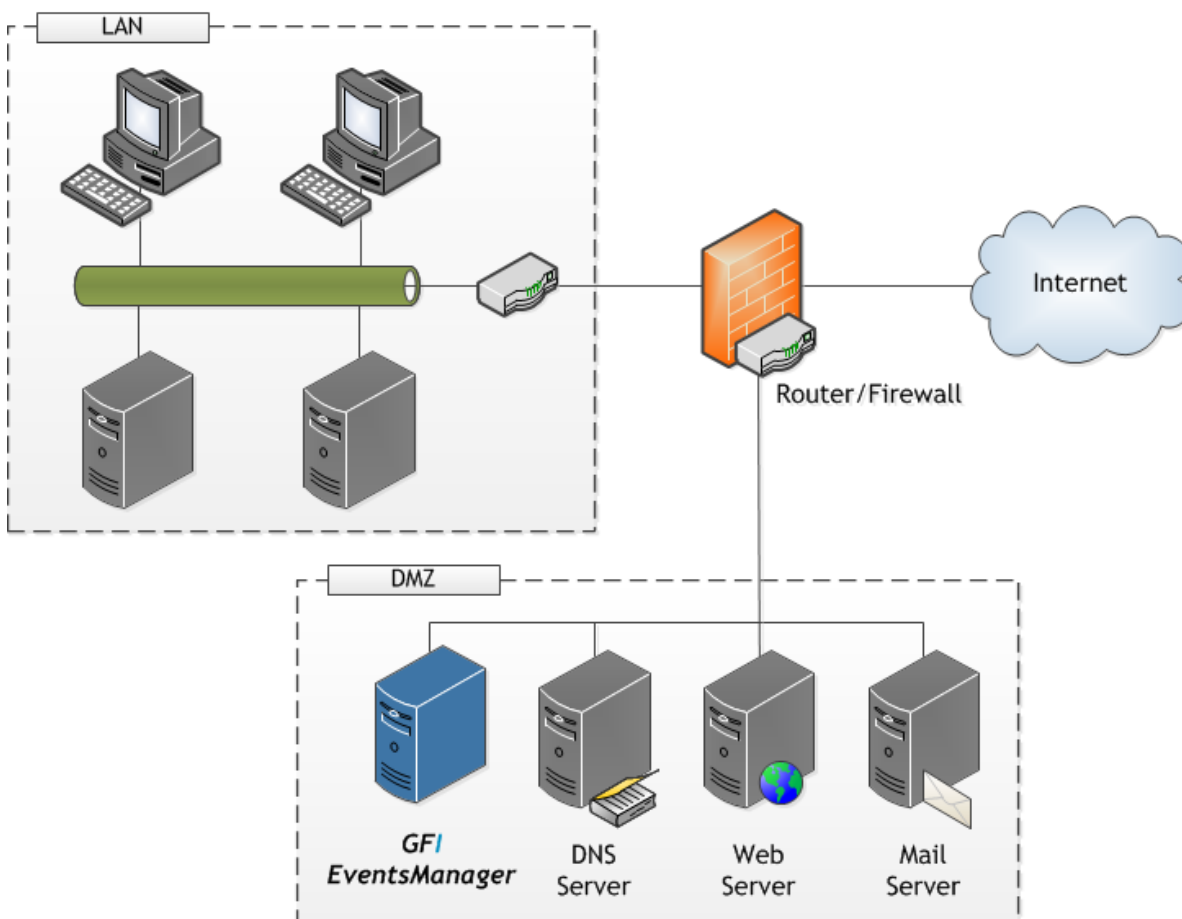 LAN
Internet
Router/Firewall
DMZ
GFI
EventsManager
DNS
Server
Web
Server
Mail
Server